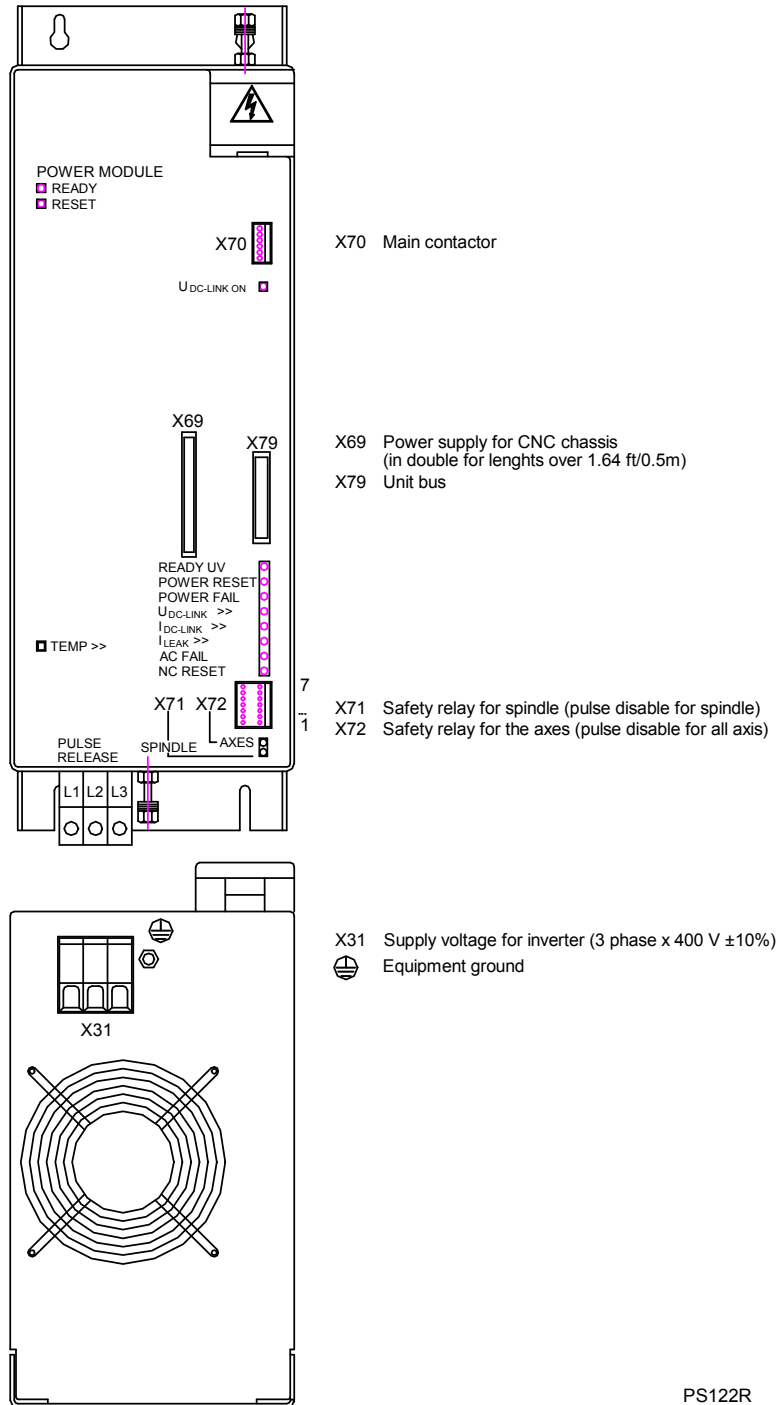 POWER MODULE
READY
RESET
X70
X70 Main contactor
U DC-LINK ON
X69
X79
X69 Power supply for CNC chassis
(in double for lenghts over 1.64 ft/0.5m)
X79 Unit bus
READY UV
POWER RESET
POWER FAIL
U DC-LINK >>
I DC-LINK >>
I LEAK >>
AC FAIL
NC RESET
TEMP >>
7
...
1
X71 X72
X71 Safety relay for spindle (pulse disable for spindle)
X72 Safety relay for the axes (pulse disable for all axis)
AXES
PULSE
RELEASE
SPINDLE
L1 L2 L3
X31
X31 Supply voltage for inverter (3 phase x 400 V ±10%)
Equipment ground
PS122R